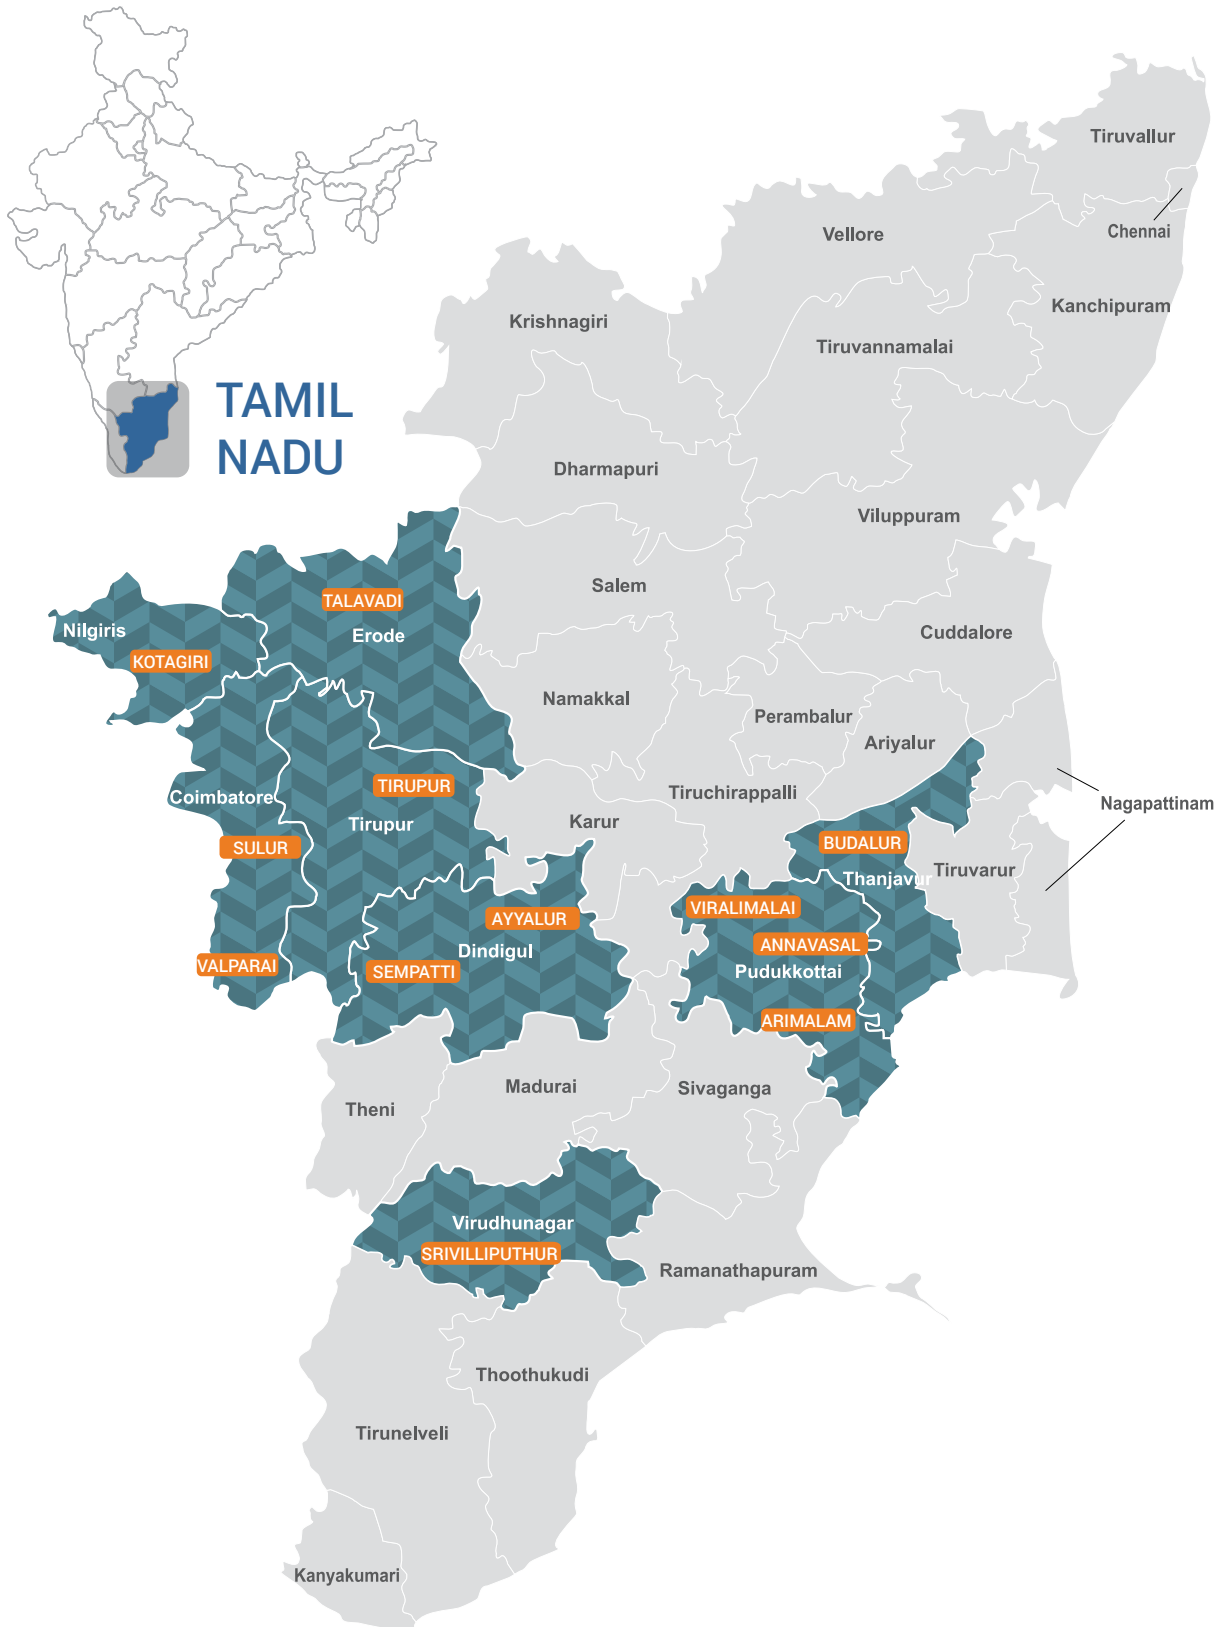 Tiruvallur
Chennai
Vellore
Kanchipuram
Krishnagiri
Tiruvannamalai
TAMIL
NADU
Dharmapuri
Viluppuram
Salem
TALAVADI
Erode
Nilgiris
KOTAGIRI
Cuddalore
Namakkal
Perambalur
Ariyalur
TIRUPUR
Tirupur
Coimbatore
SULUR
Tiruchirappalli
Karur
Nagapattinam
BUDALUR
Thanjavur
Tiruvarur
VIRALIMALAI
AYYALUR
Dindigul
ANNAVASAL
Pudukkottai
VALPARAI
SEMPATTI
ARIMALAM
Madurai
Sivaganga
Theni
Virudhunagar
SRIVILLIPUTHUR
Ramanathapuram
Thoothukudi
Tirunelveli
Kanyakumari